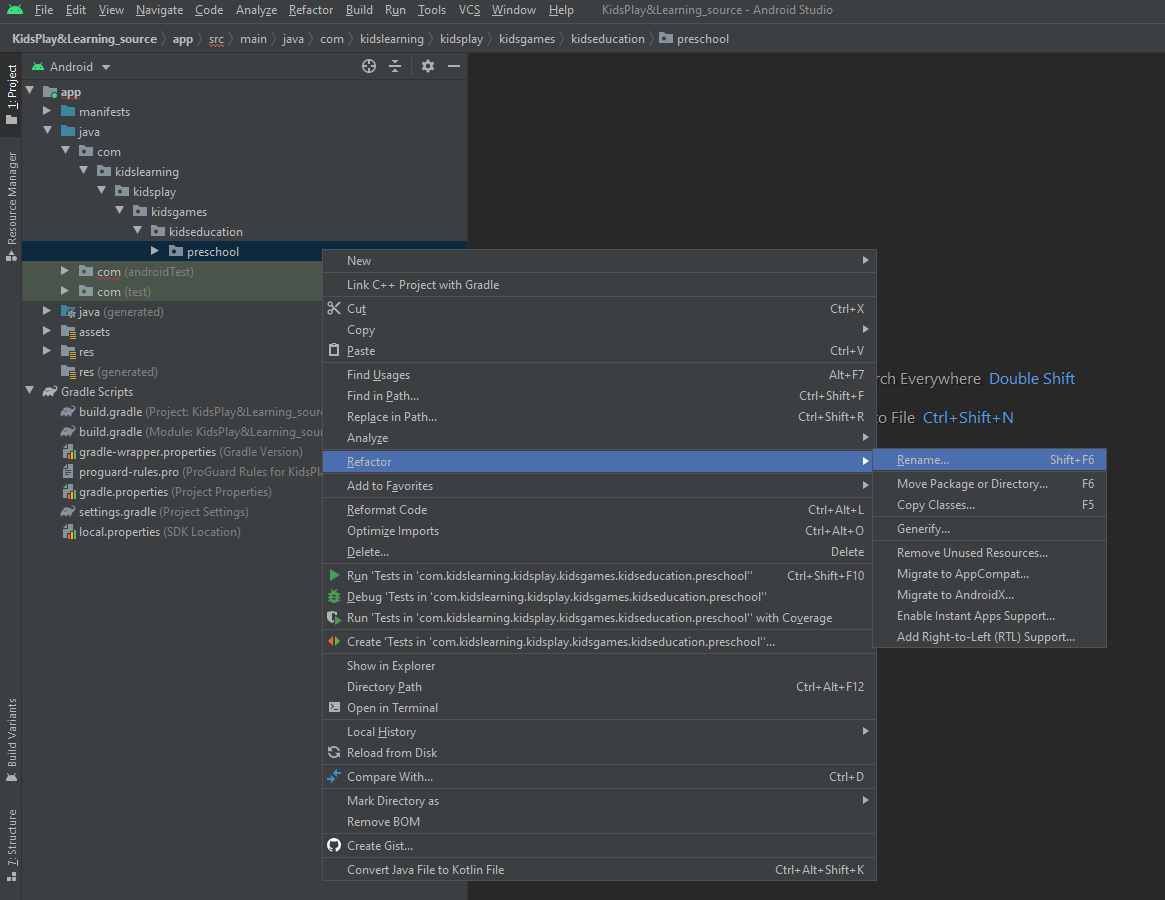 File Edit View Navigate Code Analyze Refactor Build Run Tools VCS Window Help KidsPlay&Learning_source - Android Studio
KidsPlay&Learning_source app src main java com kidslearning kidsplay kidsgames kidseducation preschool
1: Project
Resource Manager
Build Variants
7: Structure
Android
app
manifests
java
com
kidslearning
kidsplay
kidsgames
kidseducation
preschool
com (androidTest)
com (test)
java (generated)
assets
res
res (generated)
Gradle Scripts
build.gradle (Project: KidsPlay&Learning_sour
build.gradle (Module: KidsPlay&Learning_sou
gradle-wrapper.properties (Gradle Version)
proguard-rules.pro (ProGuard Rules for KidsPl
gradle.properties (Project Properties)
settings.gradle (Project Settings)
local.properties (SDK Location)
New
Link C++ Project with Gradle
Cut Ctrl+X
Copy
Paste Ctrl+V
Find Usages Alt+F7
Find in Path... Ctrl+Shift+F
Replace in Path... Ctrl+Shift+R
Analyze
Refactor
Add to Favorites
Reformat Code Ctrl+Alt+L
Optimize Imports Ctrl+Alt+O
Delete... Delete
Run 'Tests in 'com.kidslearning.kidsplay.kidsgames.kidseducation.preschool'' Ctrl+Shift+F10
Debug 'Tests in 'com.kidslearning.kidsplay.kidsgames.kidseducation.preschool''
Run 'Tests in 'com.kidslearning.kidsplay.kidsgames.kidseducation.preschool'' with Coverage
Create 'Tests in 'com.kidslearning.kidsplay.kidsgames.kidseducation.preschool''...
Show in Explorer
Directory Path Ctrl+Alt+F12
Open in Terminal
Local History
Reload from Disk
Compare With... Ctrl+D
Mark Directory as
Remove BOM
Create Gist...
Convert Java File to Kotlin File Ctrl+Alt+Shift+K
rch Everywhere Double Shift
to File Ctrl+Shift+N
Rename... Shift+F6
Move Package or Directory... F6
Copy Classes... F5
Generify...
Remove Unused Resources...
Migrate to AppCompat...
Migrate to AndroidX...
Enable Instant Apps Support...
Add Right-to-Left (RTL) Support...